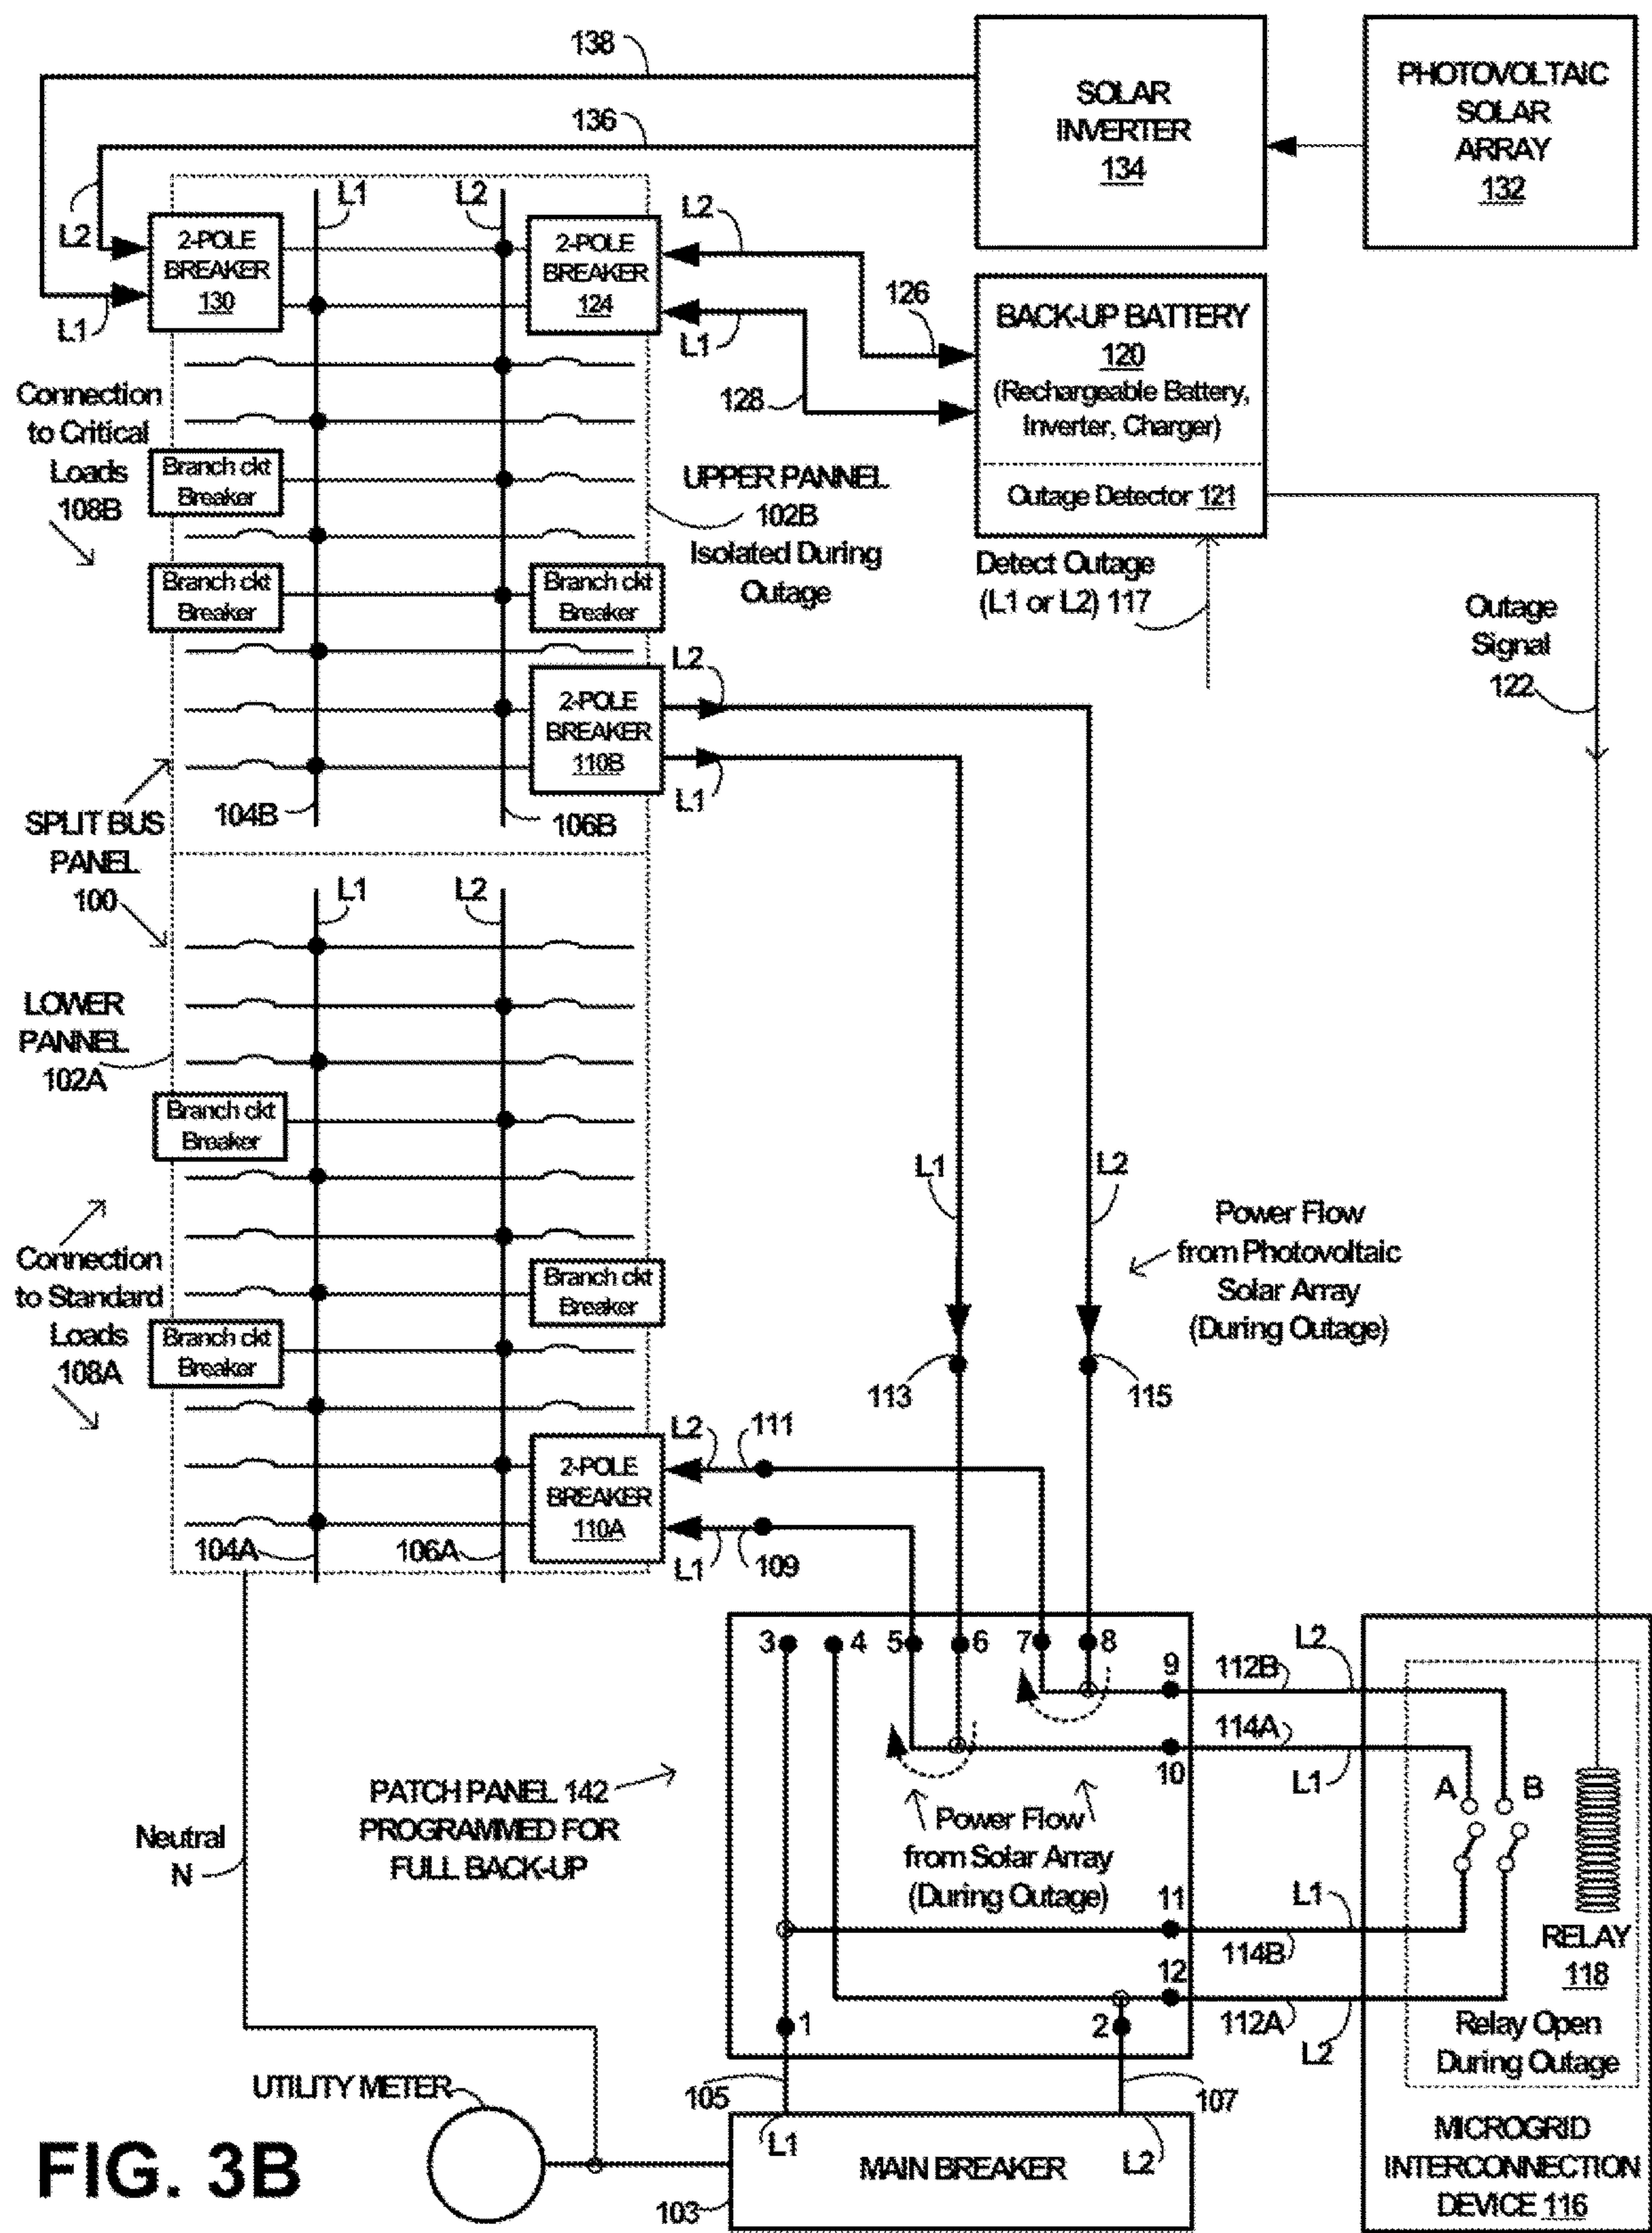 138
136
SOLAR
INVERTER
134
PHOTOVOLTAIC
SOLAR
ARRAY
132
L1
L2
L2
L1
2-POLE
BREAKER
130
2-POLE
BREAKER
124
L2
L1
126
128
BACK-UP BATTERY
120
(Rechargeable Battery,
Inverter, Charger)
Outage Detector 121
Connection
to Critical
Loads
108B
Branch ckt
Breaker
Branch ckt
Breaker
Branch ckt
Breaker
UPPER PANNEL
102B
Isolated During
Outage
Detect Outage
(L1 or L2) 117
Outage
Signal
122
2-POLE
BREAKER
110B
L2
L1
104B
106B
SPLIT BUS
PANEL
100
L1
L2
LOWER
PANNEL
102A
Branch ckt
Breaker
Branch ckt
Breaker
Branch ckt
Breaker
Connection
to Standard
Loads
108A
L1
L2
Power Flow
from Photovoltaic
Solar Array
(During Outage)
113
115
L2
111
2-POLE
BREAKER
110A
L1
109
104A
106A
3
4
5
6
7
8
9
10
11
12
1
2
112B
L2
114A
L1
A
B
PATCH PANEL 142
PROGRAMMED FOR
FULL BACK-UP
Power Flow
from Solar Array
(During Outage)
Neutral
N
L1
114B
112A
L2
RELAY
118
Relay Open
During Outage
105
107
UTILITY METER
L1
L2
MAIN BREAKER
103
MICROGRID
INTERCONNECTION
DEVICE 116
FIG. 3B